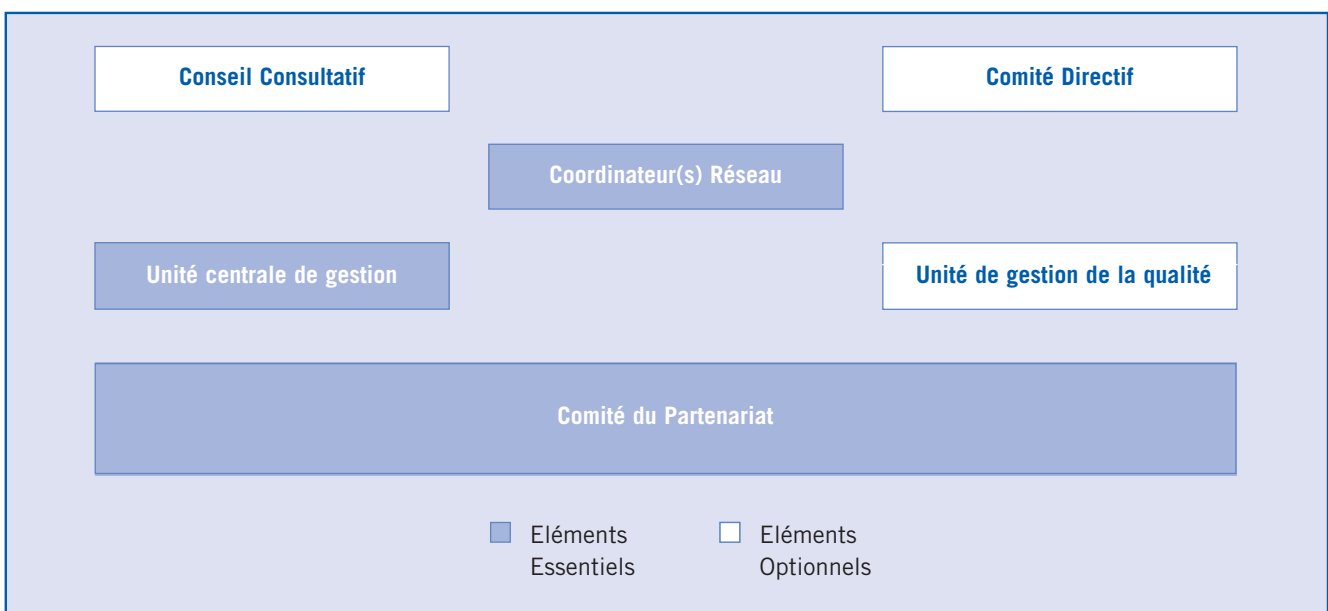 Conseil Consultatif
Comité Directif
Coordinateur(s) Réseau
Unité centrale de gestion
Unité de gestion de la qualité
Comité du Partenariat
Eléments
Essentiels
Eléments
Optionnels